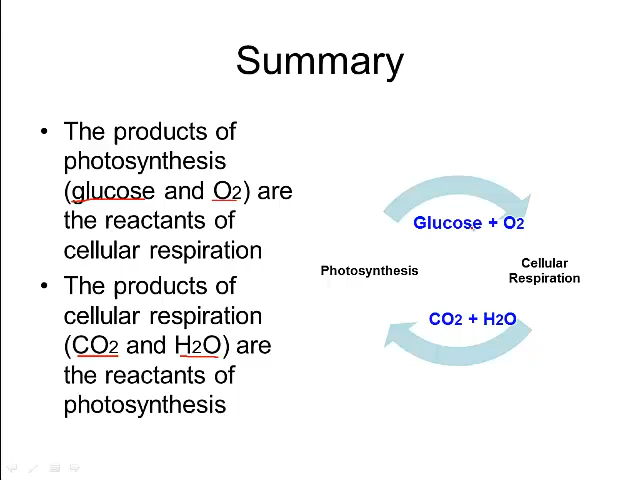 Summary
• The products of
photosynthesis
(glucose and O2) are
the reactants of
cellular respiration
• The products of
cellular respiration
(CO2 and H2O) are
the reactants of
photosynthesis
Glucose + O2
Photosynthesis
Cellular
Respiration
CO2 + H2O